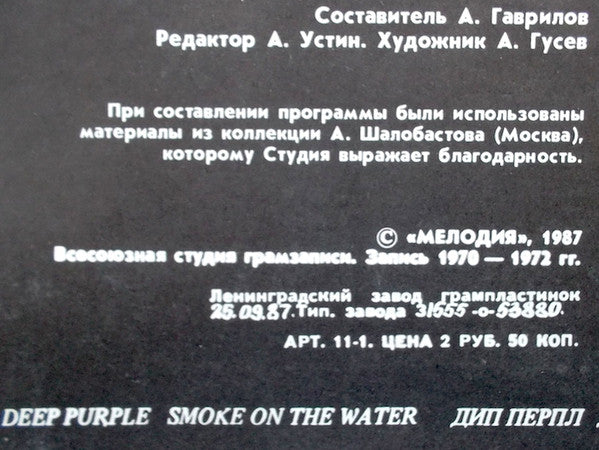 Составитель А. Гаврилов
Редактор А. Устин. Художник А. Гусев
При составлении программы были использованы
материалы из коллекции А. Шалобастова (Москва),
которому Студия выражает благодарность.
© «МЕЛОДИЯ», 1987
Всесоюзная студия грамзаписи. Запись 1970 — 1972 гг.
Ленинградский завод грампластинок
25.09.87. Тип. завода 31555 -о-53880.
АРТ. 11-1. ЦЕНА 2 РУБ. 50 КОП.
DEEP PURPLE SMOKE ON THE WATER ДИП ПЕРПЛ